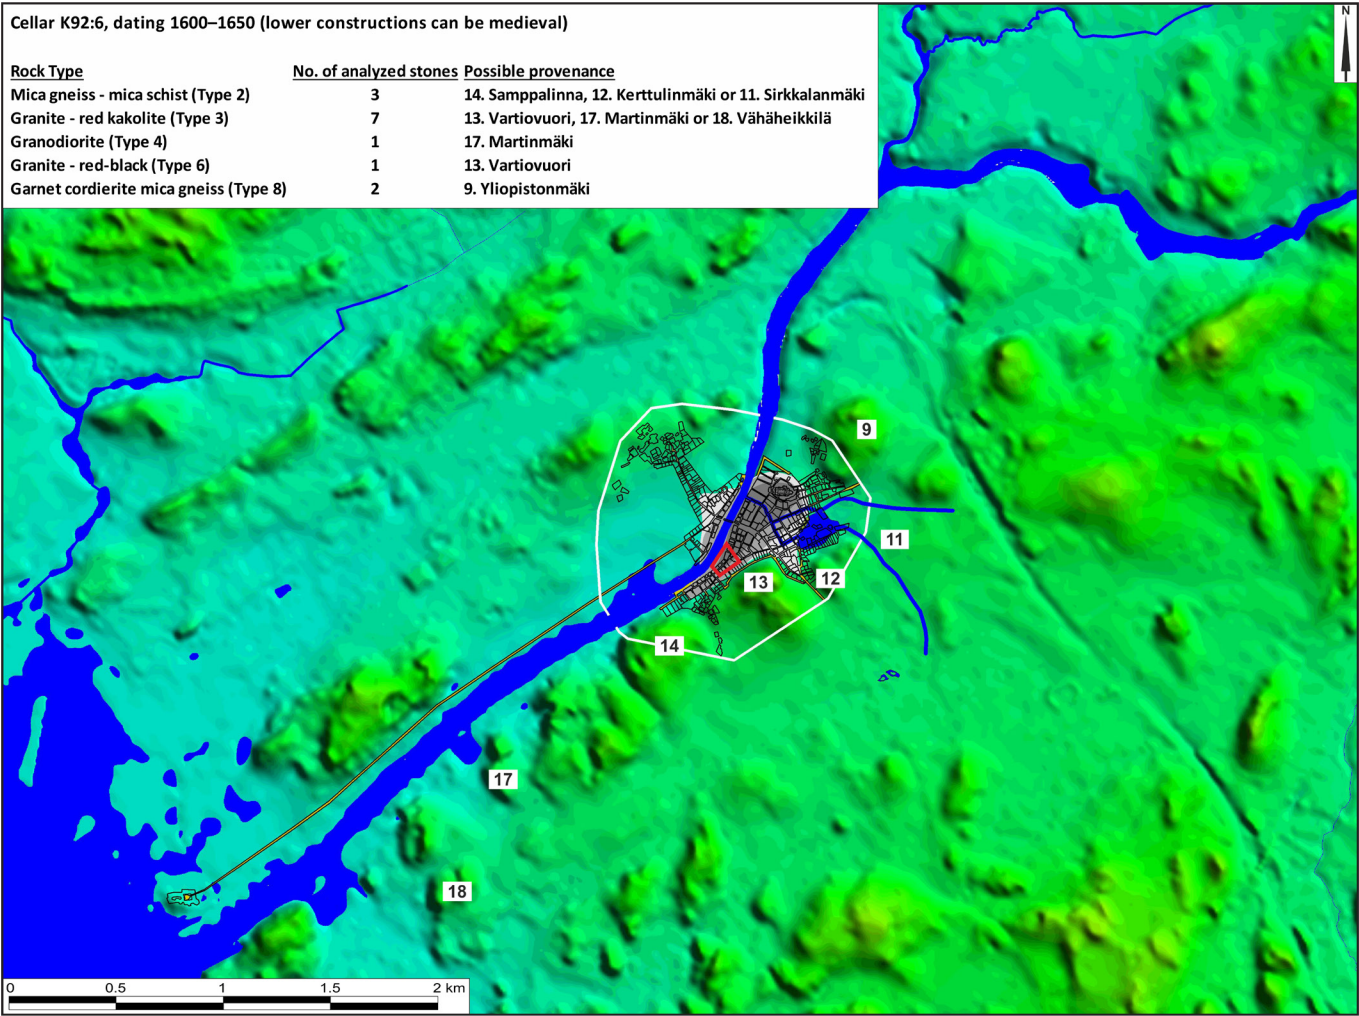 Cellar K92:6, dating 1600–1650 (lower constructions can be medieval)
N
Rock Type No. of analyzed stones Possible provenance
Mica gneiss - mica schist (Type 2) 3 14. Samppalinna, 12. Kerttulinmäki or 11. Sirkkalanmäki
Granite - red kakolite (Type 3) 7 13. Vartiovuori, 17. Martinmäki or 18. Vähäheikkilä
Granodiorite (Type 4) 1 17. Martinmäki
Granite - red-black (Type 6) 1 13. Vartiovuori
Garnet cordierite mica gneiss (Type 8) 2 9. Yliopistonmäki
9
11
12
13
14
17
18
0 0.5 1 1.5 2 km